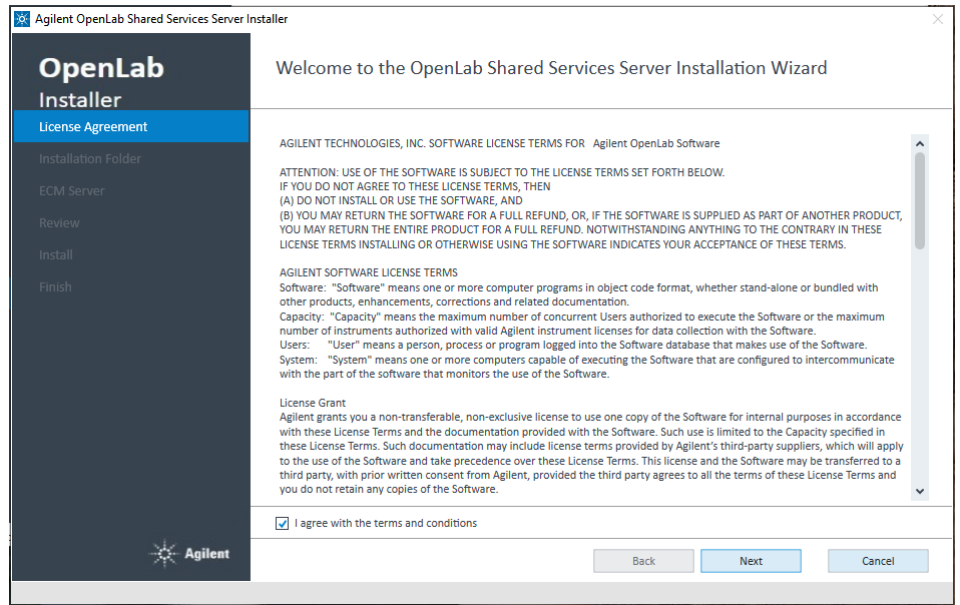 Agilent OpenLab Shared Services Server Installer
OpenLab
Installer
License Agreement
Installation Folder
ECM Server
Review
Install
Finish
Agilent
Welcome to the OpenLab Shared Services Server Installation Wizard
AGILENT TECHNOLOGIES, INC. SOFTWARE LICENSE TERMS FOR Agilent OpenLab Software
ATTENTION: USE OF THE SOFTWARE IS SUBJECT TO THE LICENSE TERMS SET FORTH BELOW.
IF YOU DO NOT AGREE TO THESE LICENSE TERMS, THEN
(A) DO NOT INSTALL OR USE THE SOFTWARE, AND
(B) YOU MAY RETURN THE SOFTWARE FOR A FULL REFUND, OR, IF THE SOFTWARE IS SUPPLIED AS PART OF ANOTHER PRODUCT,
YOU MAY RETURN THE ENTIRE PRODUCT FOR A FULL REFUND. NOTWITHSTANDING ANYTHING TO THE CONTRARY IN THESE
LICENSE TERMS INSTALLING OR OTHERWISE USING THE SOFTWARE INDICATES YOUR ACCEPTANCE OF THESE TERMS.
AGILENT SOFTWARE LICENSE TERMS
Software: "Software" means one or more computer programs in object code format, whether stand-alone or bundled with
other products, enhancements, corrections and related documentation.
Capacity: "Capacity" means the maximum number of concurrent Users authorized to execute the Software or the maximum
number of instruments authorized with valid Agilent instrument licenses for data collection with the Software.
Users: "User" means a person, process or program logged into the Software database that makes use of the Software.
System: "System" means one or more computers capable of executing the Software that are configured to intercommunicate
with the part of the software that monitors the use of the Software.
License Grant
Agilent grants you a non-transferable, non-exclusive license to use one copy of the Software for internal purposes in accordance
with these License Terms and the documentation provided with the Software. Such use is limited to the Capacity specified in
these License Terms. Such documentation may include license terms provided by Agilent's third-party suppliers, which will apply
to the use of the Software and take precedence over these License Terms. This license and the Software may be transferred to a
third party, with prior written consent from Agilent, provided the third party agrees to all the terms of these License Terms and
you do not retain any copies of the Software.
I agree with the terms and conditions
Back
Next
Cancel